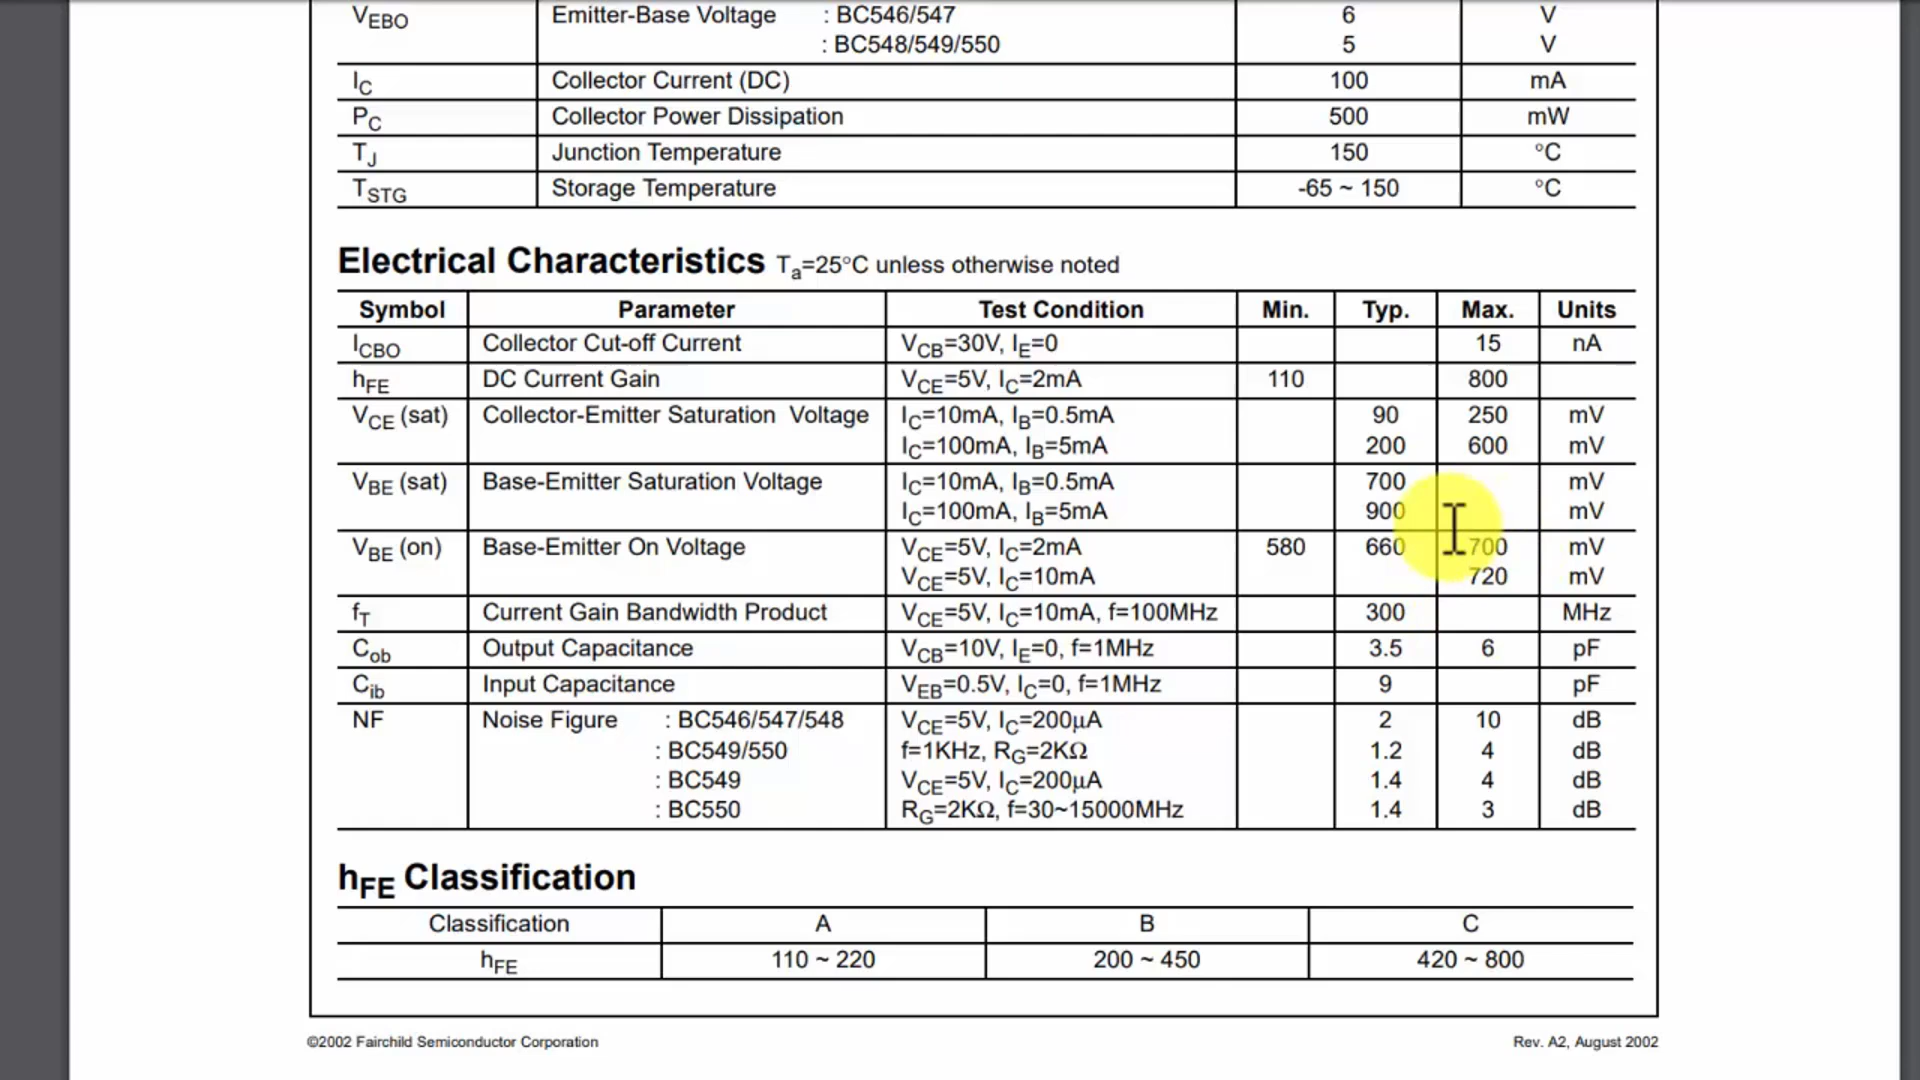 VEBO Emitter-Base Voltage : BC546/547 6 V
: BC548/549/550 5 V
IC Collector Current (DC) 100 mA
PC Collector Power Dissipation 500 mW
TJ Junction Temperature 150 °C
TSTG Storage Temperature -65 ~ 150 °C
Electrical Characteristics Ta=25°C unless otherwise noted
Symbol Parameter Test Condition Min. Typ. Max. Units
ICBO Collector Cut-off Current VCB=30V, IE=0 15 nA
hFE DC Current Gain VCE=5V, IC=2mA 110 800
VCE (sat) Collector-Emitter Saturation Voltage IC=10mA, IB=0.5mA 90 250 mV
IC=100mA, IB=5mA 200 600 mV
VBE (sat) Base-Emitter Saturation Voltage IC=10mA, IB=0.5mA 700 mV
IC=100mA, IB=5mA 900 mV
VBE (on) Base-Emitter On Voltage VCE=5V, IC=2mA 580 660 700 mV
VCE=5V, IC=10mA 720 mV
fT Current Gain Bandwidth Product VCE=5V, IC=10mA, f=100MHz 300 MHz
Cob Output Capacitance VCB=10V, IE=0, f=1MHz 3.5 6 pF
Cib Input Capacitance VEB=0.5V, IC=0, f=1MHz 9 pF
NF Noise Figure : BC546/547/548 VCE=5V, IC=200μA 2 10 dB
: BC549/550 f=1KHz, RG=2KΩ 1.2 4 dB
: BC549 VCE=5V, IC=200μA 1.4 4 dB
: BC550 RG=2KΩ, f=30~15000MHz 1.4 3 dB
hFE Classification
Classification A B C
hFE 110 ~ 220 200 ~ 450 420 ~ 800
©2002 Fairchild Semiconductor Corporation Rev. A2, August 2002